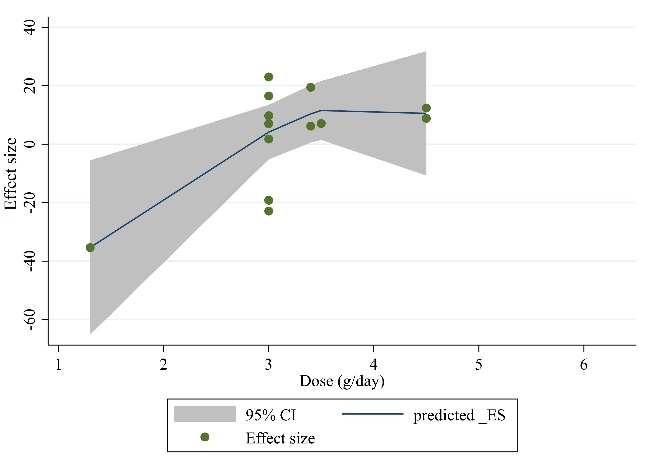 40
20
0
-20
-40
-60
Effect size
1 2 3 4 5 6
Dose (g/day)
95% CI predicted _ES
Effect size